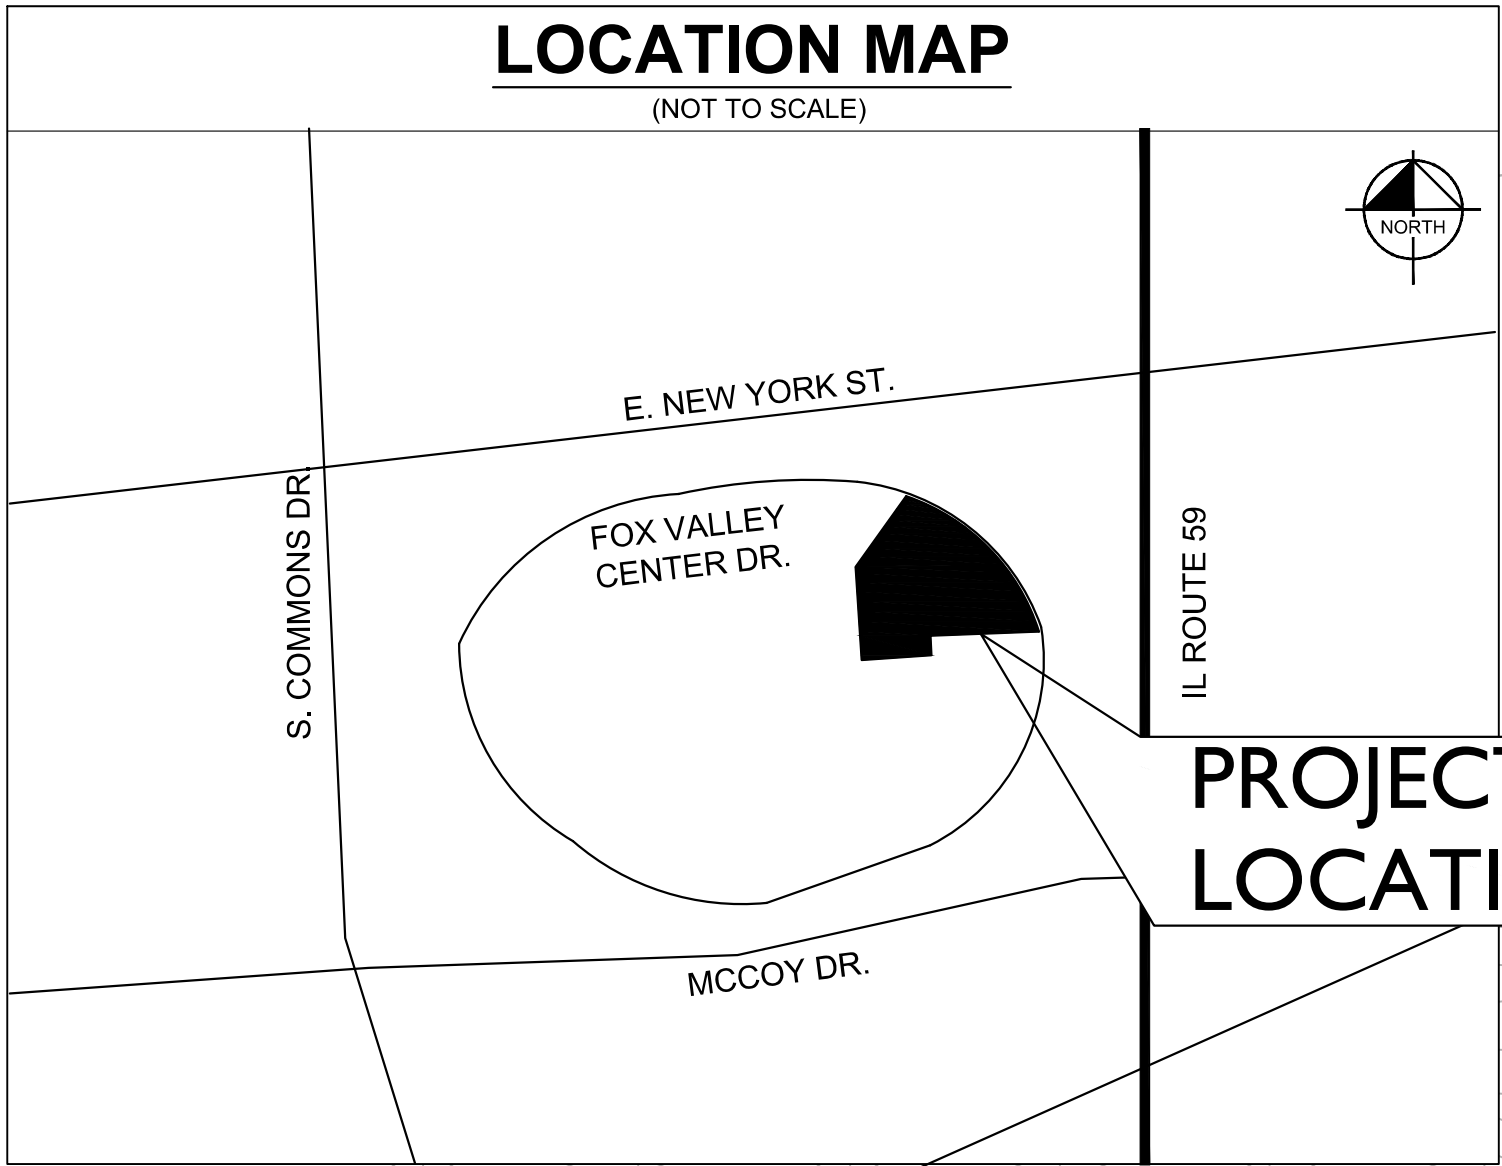 LOCATION MAP
(NOT TO SCALE)
NORTH
E. NEW YORK ST.
FOX VALLEY
CENTER DR.
S. COMMONS DR.
IL ROUTE 59
PROJECT
LOCATI
MCCOY DR.